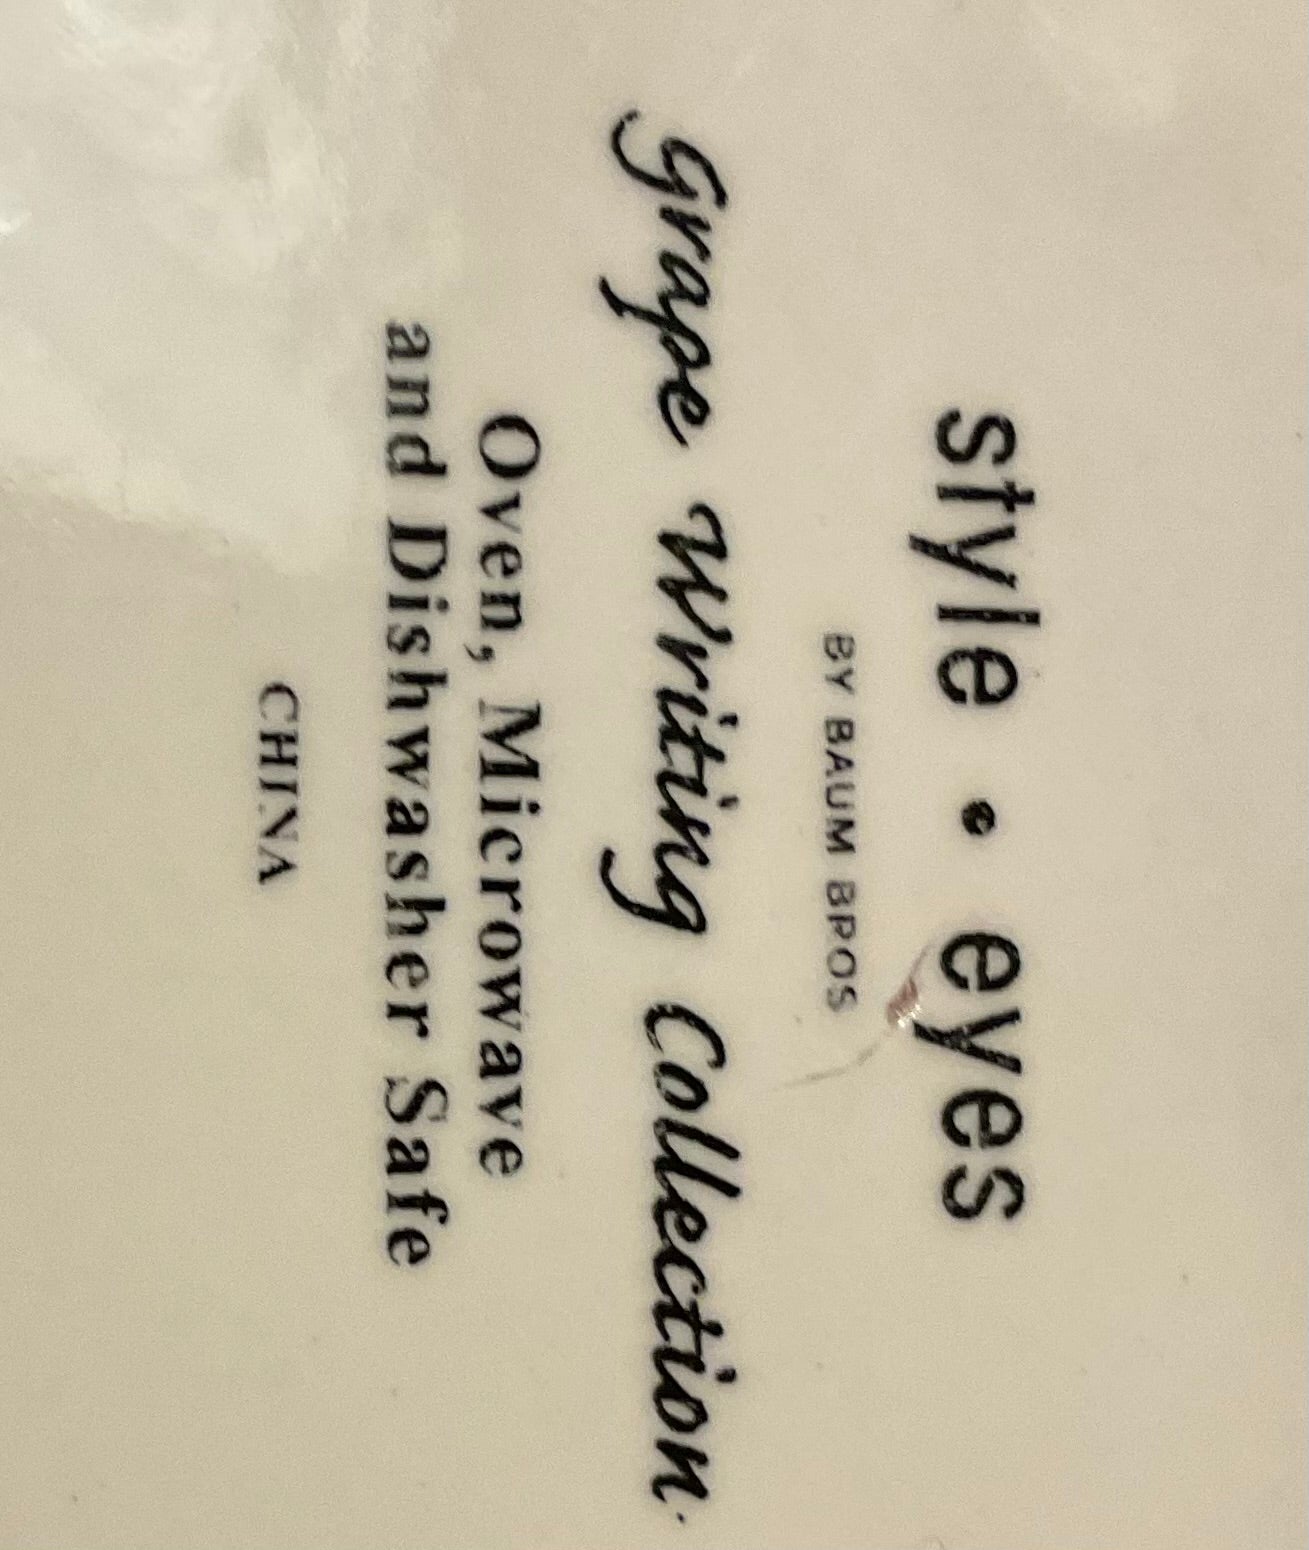 style • eyes
BY BAUM BROS
Grape Writing Collection.
Oven, Microwave
and Dishwasher Safe
CHINA